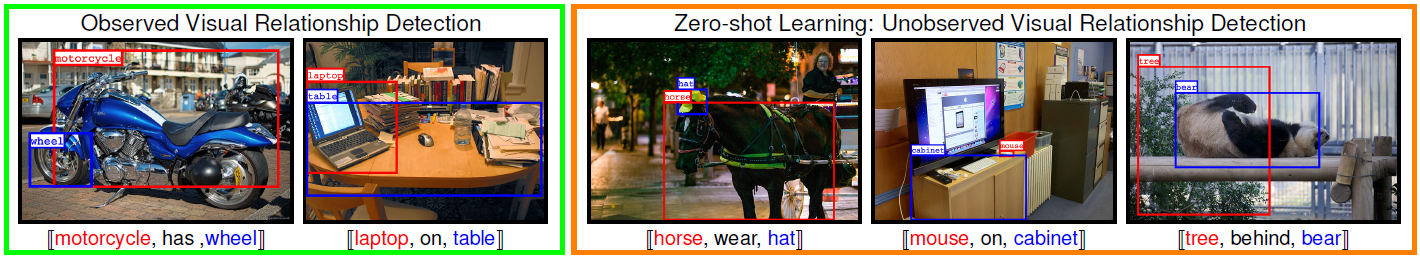 Observed Visual Relationship Detection
motorcycle
wheel
⟦motorcycle, has ,wheel⟧
laptop
table
⟦laptop, on, table⟧
Zero-shot Learning: Unobserved Visual Relationship Detection
hat
horse
⟦horse, wear, hat⟧
cabinet
mouse
⟦mouse, on, cabinet⟧
tree
bear
⟦tree, behind, bear⟧